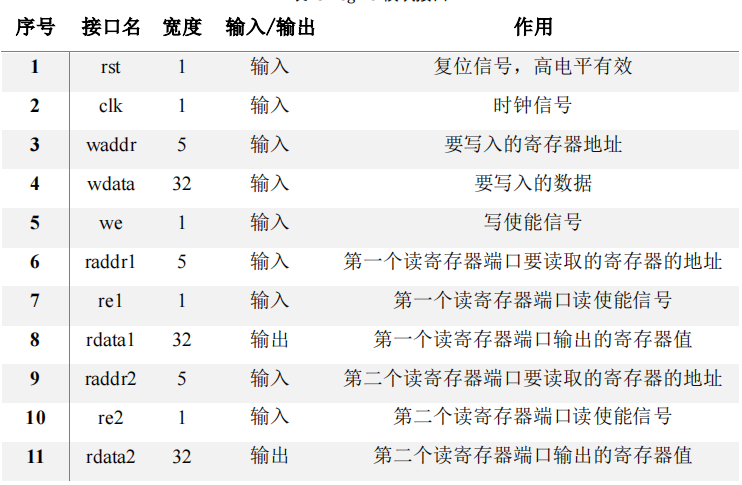 序号 接口名 宽度 输入/输出 作用
1 rst 1 输入 复位信号，高电平有效
2 clk 1 输入 时钟信号
3 waddr 5 输入 要写入的寄存器地址
4 wdata 32 输入 要写入的数据
5 we 1 输入 写使能信号
6 raddr1 5 输入 第一个读寄存器端口要读取的寄存器的地址
7 re1 1 输入 第一个读寄存器端口读使能信号
8 rdata1 32 输出 第一个读寄存器端口输出的寄存器值
9 raddr2 5 输入 第二个读寄存器端口要读取的寄存器的地址
10 re2 1 输入 第二个读寄存器端口读使能信号
11 rdata2 32 输出 第二个读寄存器端口输出的寄存器值